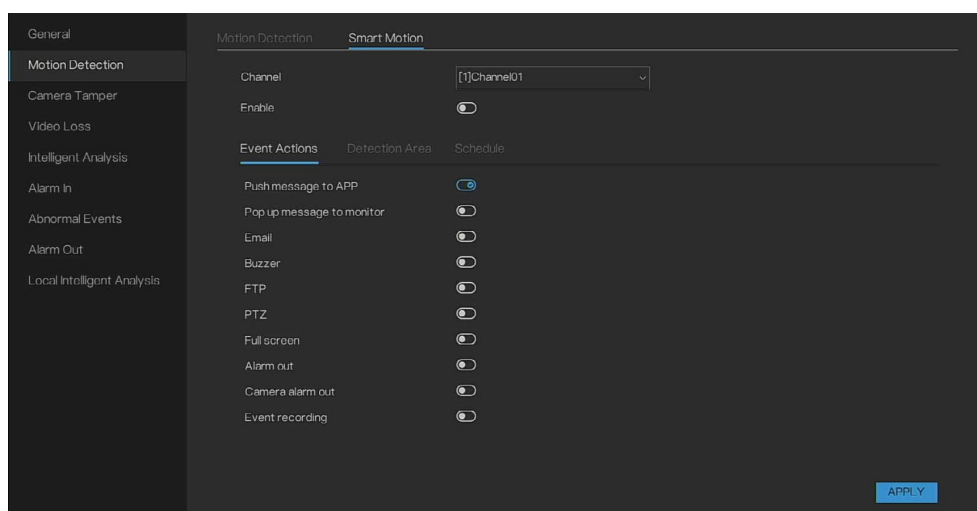 General
Motion Detection
Camera Tamper
Video Loss
Intelligent Analysis
Alarm In
Abnormal Events
Alarm Out
Local Intelligent Analysis
Motion Detection Smart Motion
Channel [1]Channel01
Enable
Event Actions Detection Area Schedule
Push message to APP
Pop up message to monitor
Email
Buzzer
FTP
PTZ
Full screen
Alarm out
Camera alarm out
Event recording
APPLY